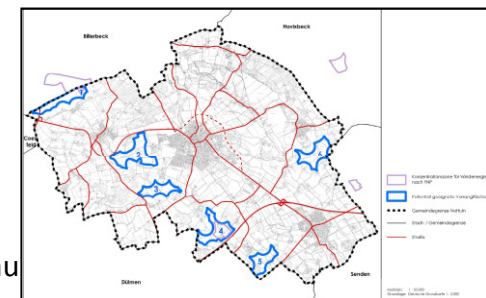 Billerbeck
Havixbeck
Coes-
feld
1
2
3
4
5
Konzentrationszone für Windenergie
nach FNP
Potentiell geeignete Vorrangfläche
Gemeindegrenze Nottuln
Straße
Dülmen
Senden